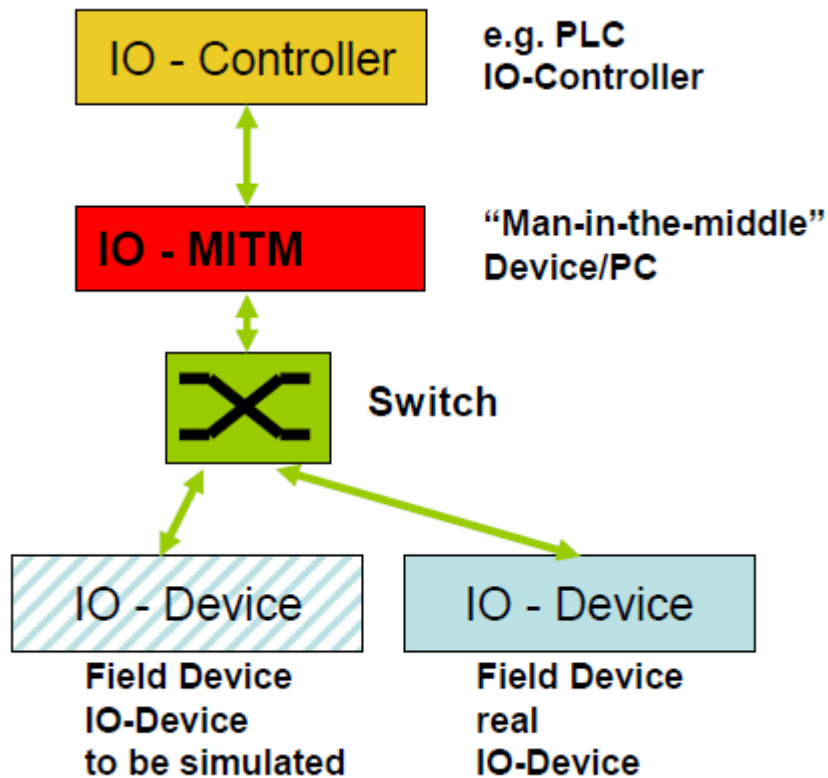 IO - Controller
e.g. PLC
IO-Controller
IO - MITM
“Man-in-the-middle”
Device/PC
Switch
IO - Device
IO - Device
Field Device
IO-Device
to be simulated
Field Device
real
IO-Device